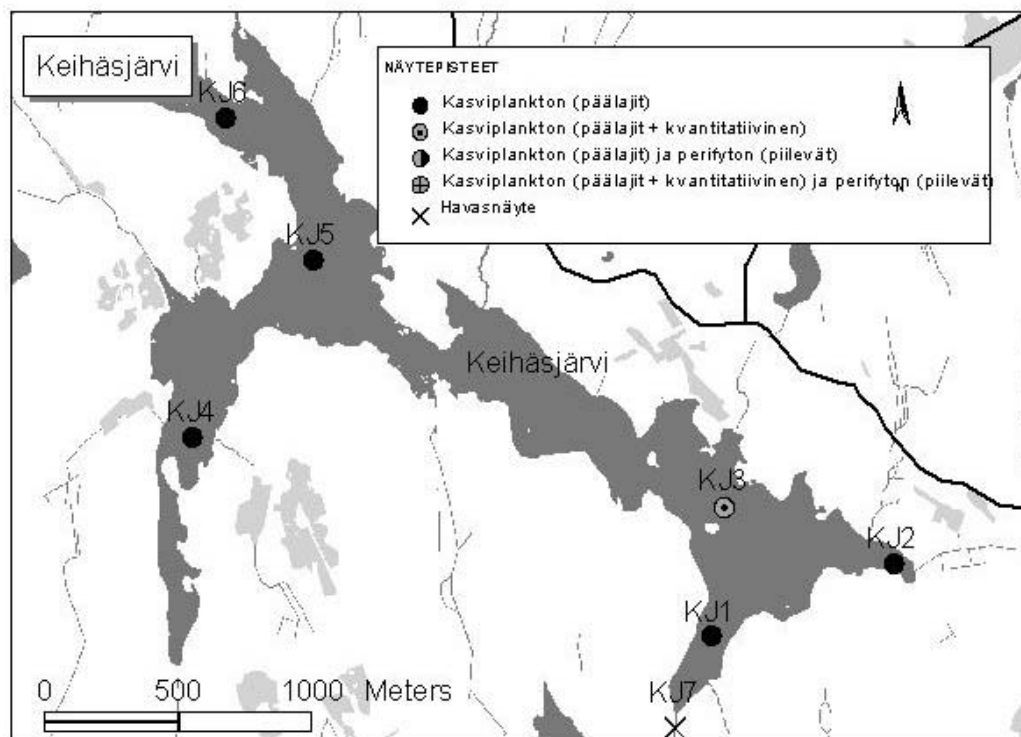 Keihäsjärvi
NÄYTEPISTEET
Kasviplankton (päälajit)
Kasviplankton (päälajit + kvantitatiivinen)
Kasviplankton (päälajit) ja perifyton (piilevät)
Kasviplankton (päälajit + kvantitatiivinen) ja perifyton (piilevät)
Havasnäyte
N
KJ6
KJ5
Keihäsjärvi
KJ4
KJ3
KJ2
KJ1
KJ7
0 500 1000 Meters